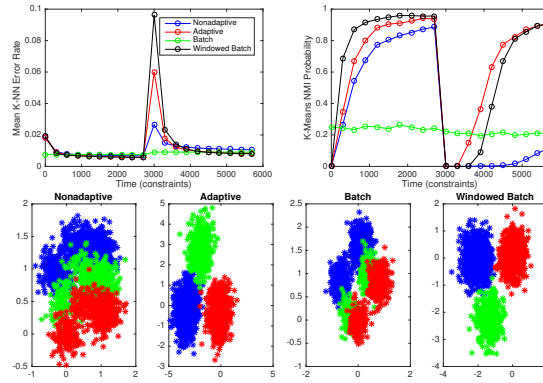 Mean K-NN Error Rate
0.1
0.08
0.06
0.04
0.02
0
0 1000 2000 3000 4000 5000 6000
Time (constraints)
Nonadaptive
Adaptive
Batch
Windowed Batch
K-Means NMI Probability
1
0.8
0.6
0.4
0.2
0
0 1000 2000 3000 4000 5000
Time (constraints)
Nonadaptive
2
1.5
1
0.5
0
-0.5
-1
-1 0 1 2
Adaptive
5
4
3
2
1
0
-1
-2
-3
-5 0 5
Batch
2.5
2
1.5
1
0.5
0
-0.5
-1
-2 0 2
Windowed Batch
2
1
0
-1
-2
-3
-4
-4 -2 0 2